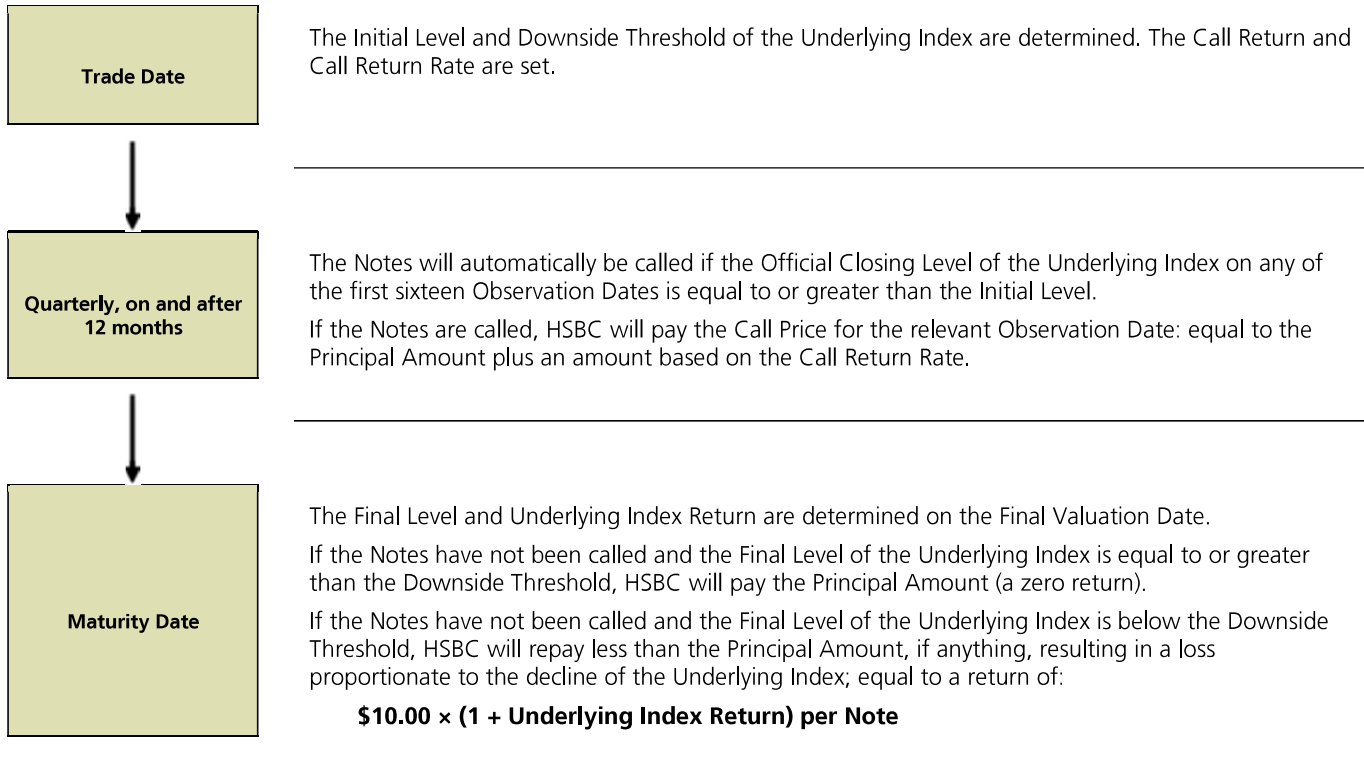 Trade Date
The Initial Level and Downside Threshold of the Underlying Index are determined. The Call Return and
Call Return Rate are set.
Quarterly, on and after
12 months
The Notes will automatically be called if the Official Closing Level of the Underlying Index on any of
the first sixteen Observation Dates is equal to or greater than the Initial Level.
If the Notes are called, HSBC will pay the Call Price for the relevant Observation Date: equal to the
Principal Amount plus an amount based on the Call Return Rate.
Maturity Date
The Final Level and Underlying Index Return are determined on the Final Valuation Date.
If the Notes have not been called and the Final Level of the Underlying Index is equal to or greater
than the Downside Threshold, HSBC will pay the Principal Amount (a zero return).
If the Notes have not been called and the Final Level of the Underlying Index is below the Downside
Threshold, HSBC will repay less than the Principal Amount, if anything, resulting in a loss
proportionate to the decline of the Underlying Index; equal to a return of:
$10.00 × (1 + Underlying Index Return) per Note